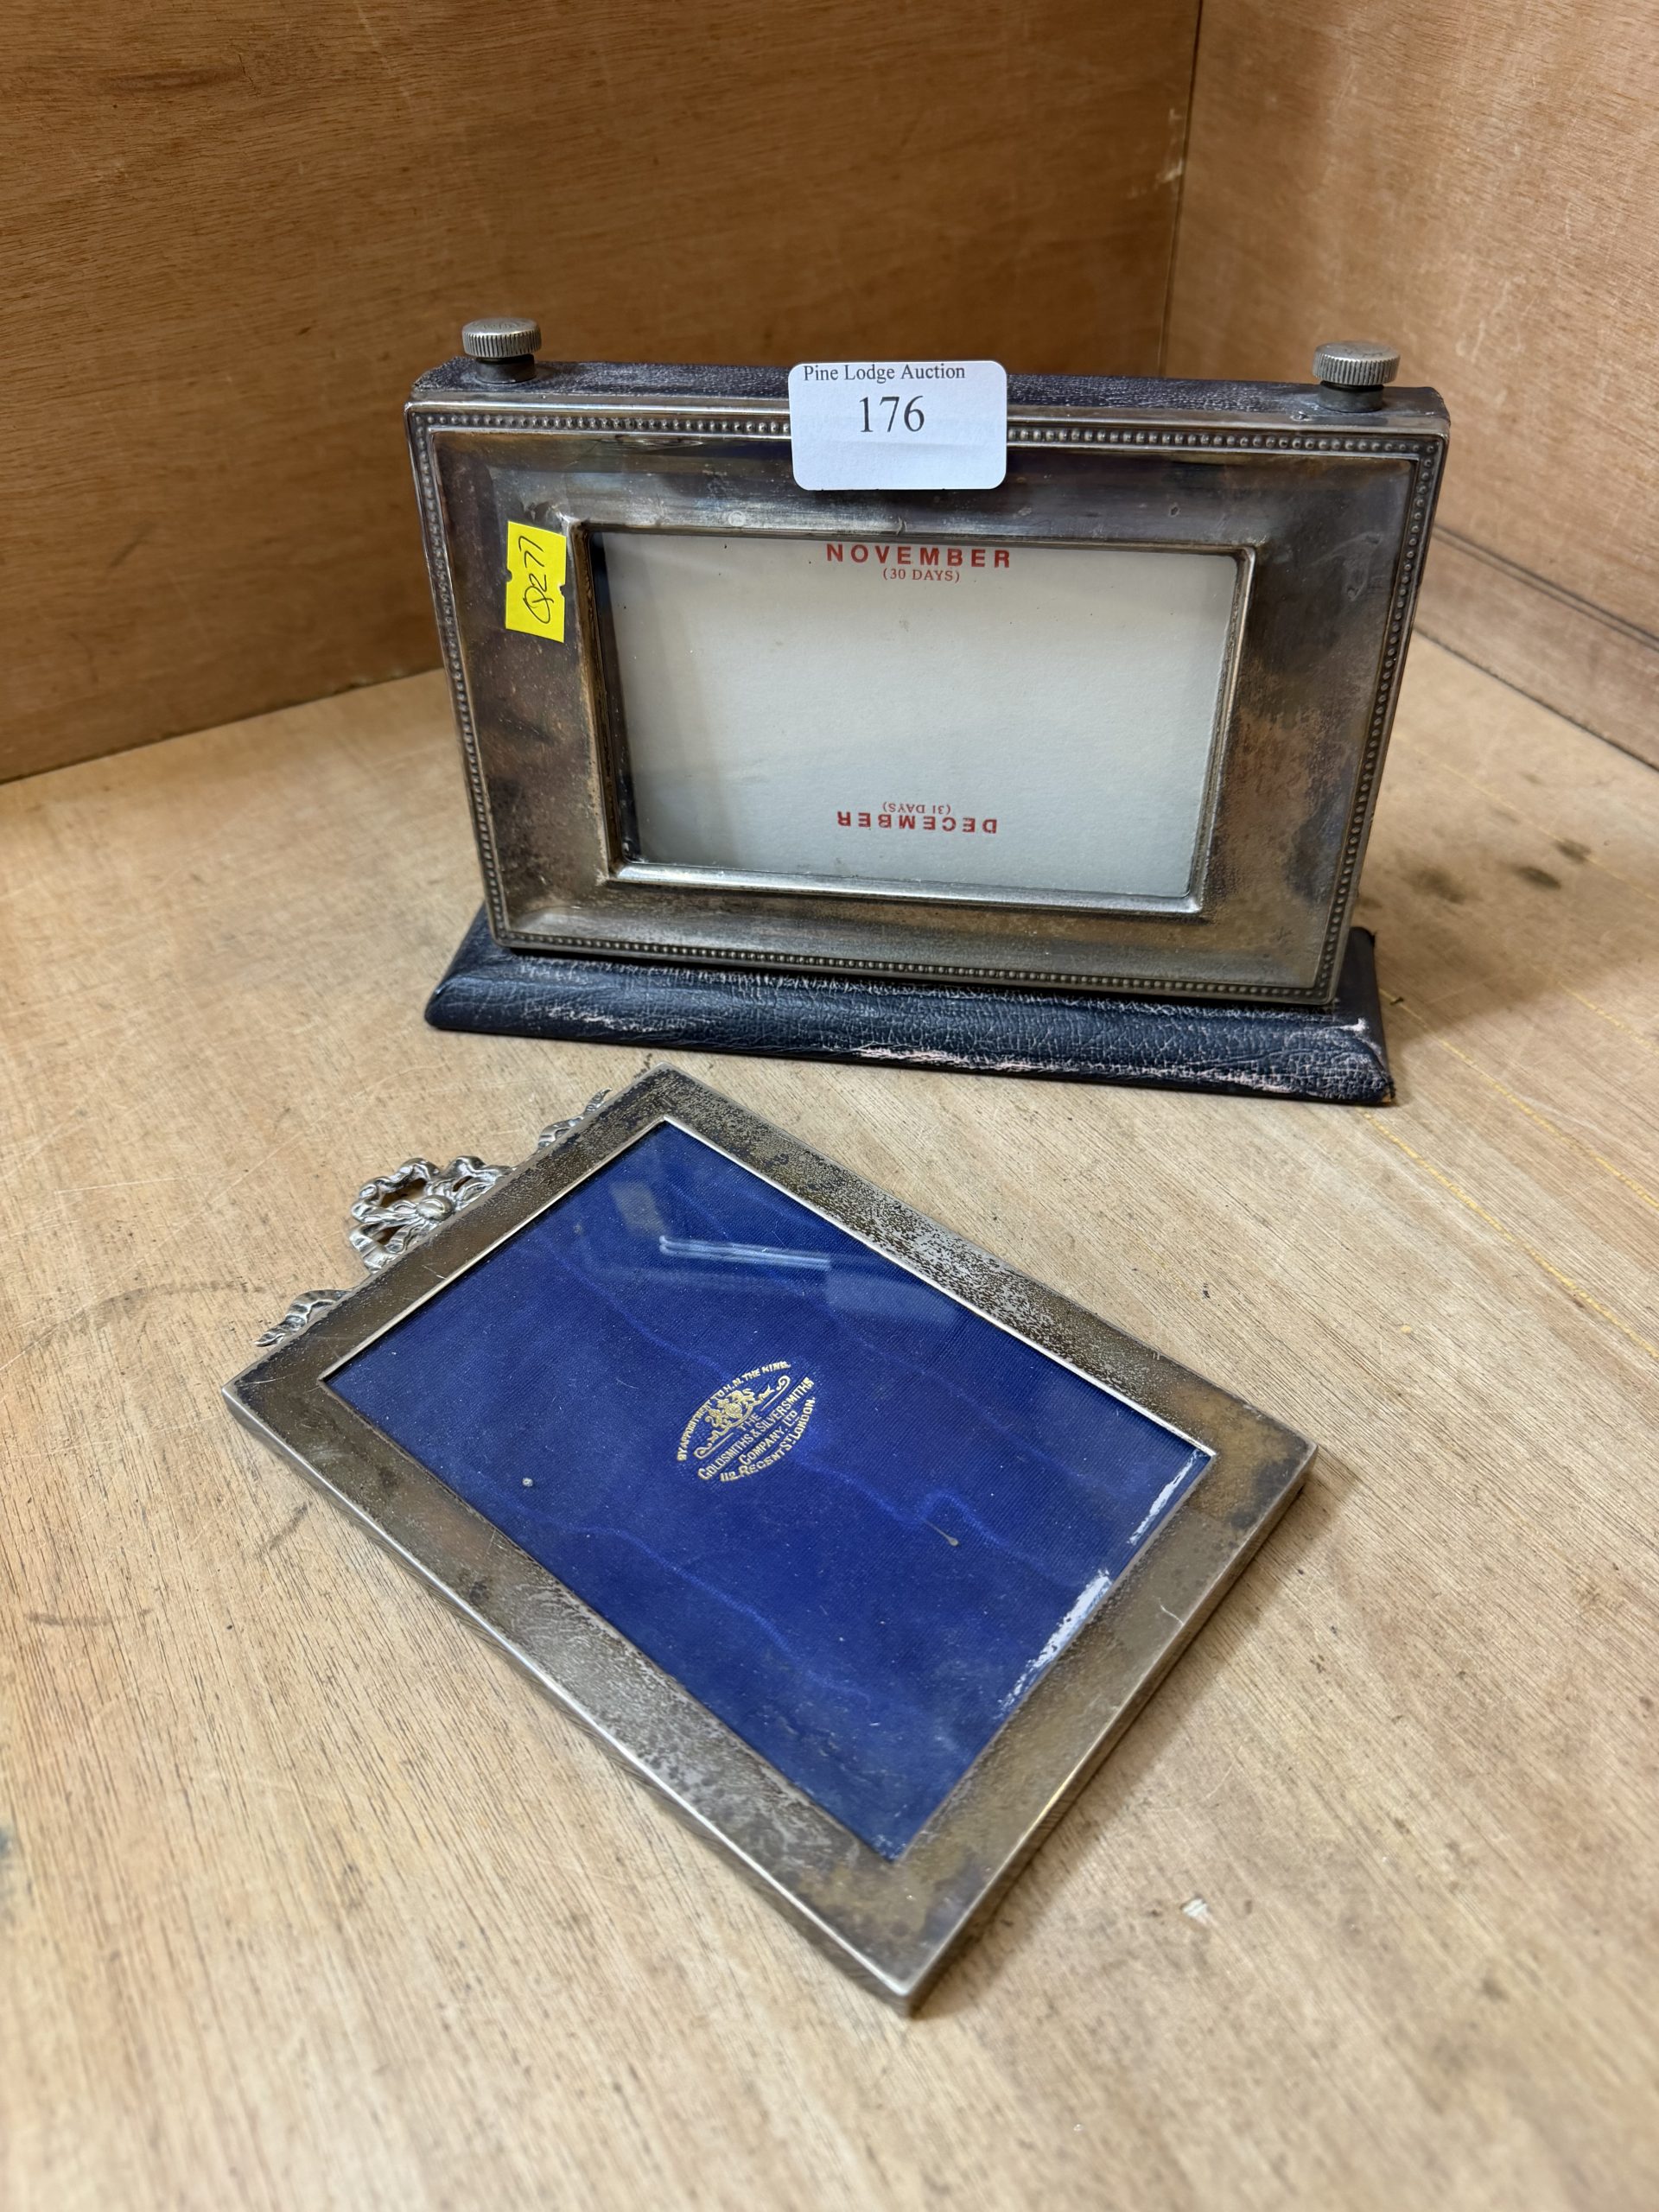 Pine Lodge Auction
176
Q277
NOVEMBER
(30 DAYS)
DECEMBER
(31 DAYS)
BY APPOINTMENT TO H.M. THE KING.
THE
GOLDSMITHS & SILVERSMITHS
COMPANY, LTD
112, REGENT ST. LONDON.